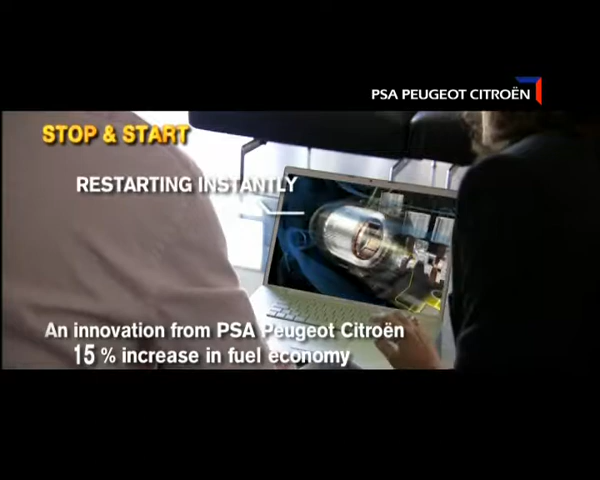 PSA PEUGEOT CITROËN
STOP & START
RESTARTING INSTANTLY
An innovation from PSA Peugeot Citroën
15 % increase in fuel economy